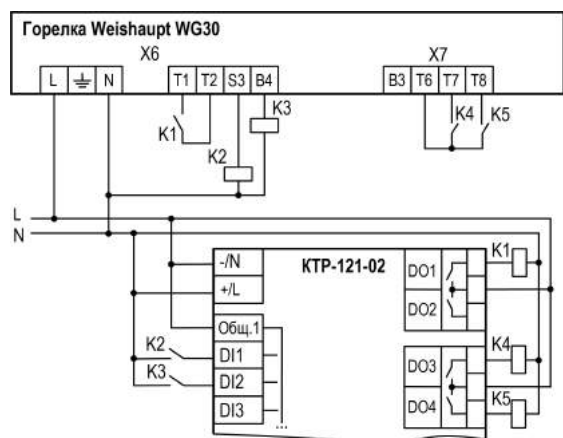 Горелка Weishaupt WG30
X6 X7
L N T1 T2 S3 B4 B3 T6 T7 T8
K1 K3 K4 K5
K2
L
N
-/N КТР-121-02 DO1 K1
+/L DO2
Общ.1
K2 DI1 DO3 K4
K3 DI2 DO4 K5
DI3
...